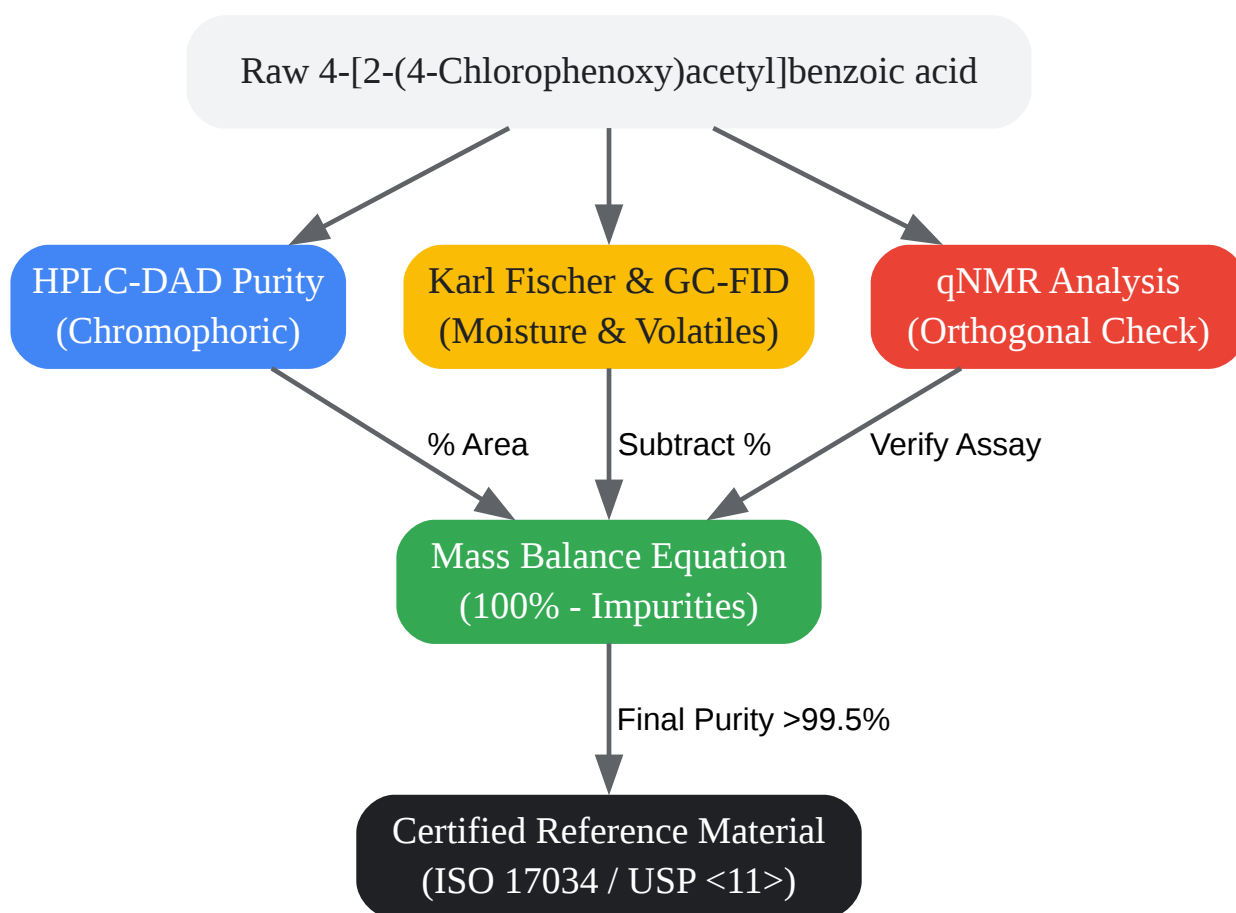 Raw 4-[2-(4-Chlorophenoxy)acetyl]benzoic acid
HPLC-DAD Purity
(Chromophoric)
Karl Fischer & GC-FID
(Moisture & Volatiles)
qNMR Analysis
(Orthogonal Check)
% Area
Subtract %
Verify Assay
Mass Balance Equation
(100% - Impurities)
Final Purity >99.5%
Certified Reference Material
(ISO 17034 / USP <11>)